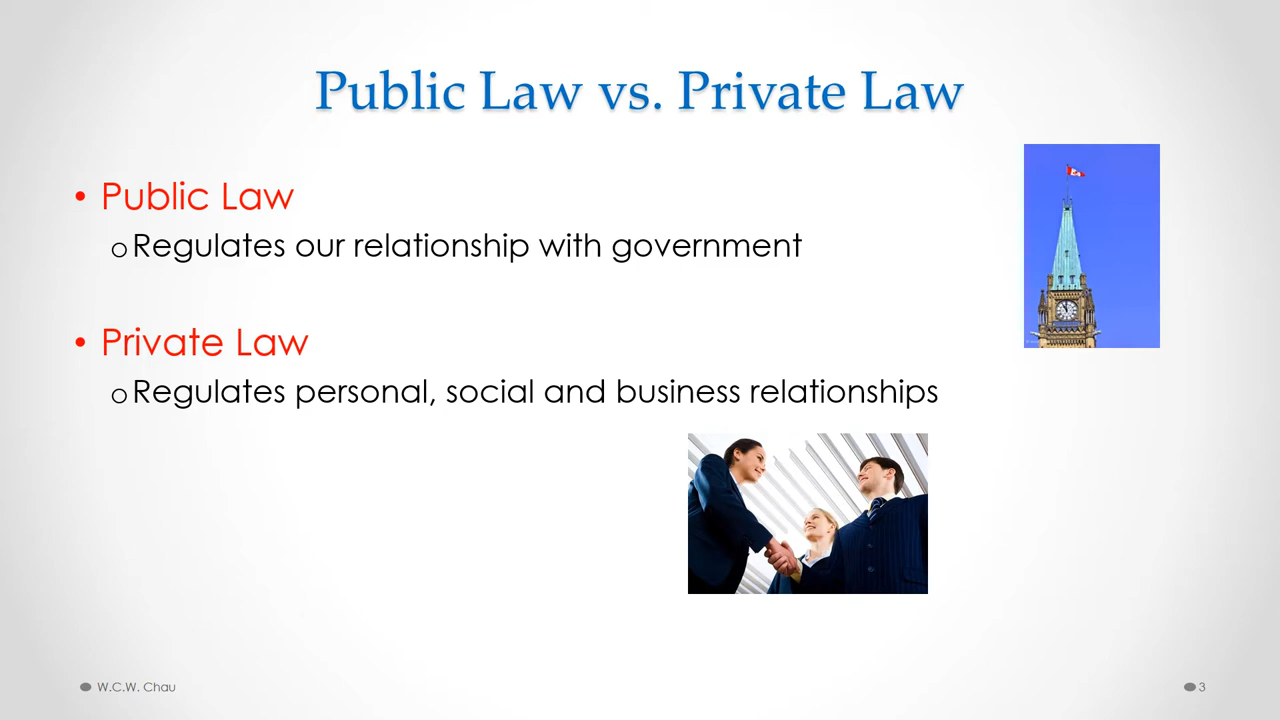 Public Law vs. Private Law
• Public Law
o Regulates our relationship with government
• Private Law
o Regulates personal, social and business relationships
W.C.W. Chau
3